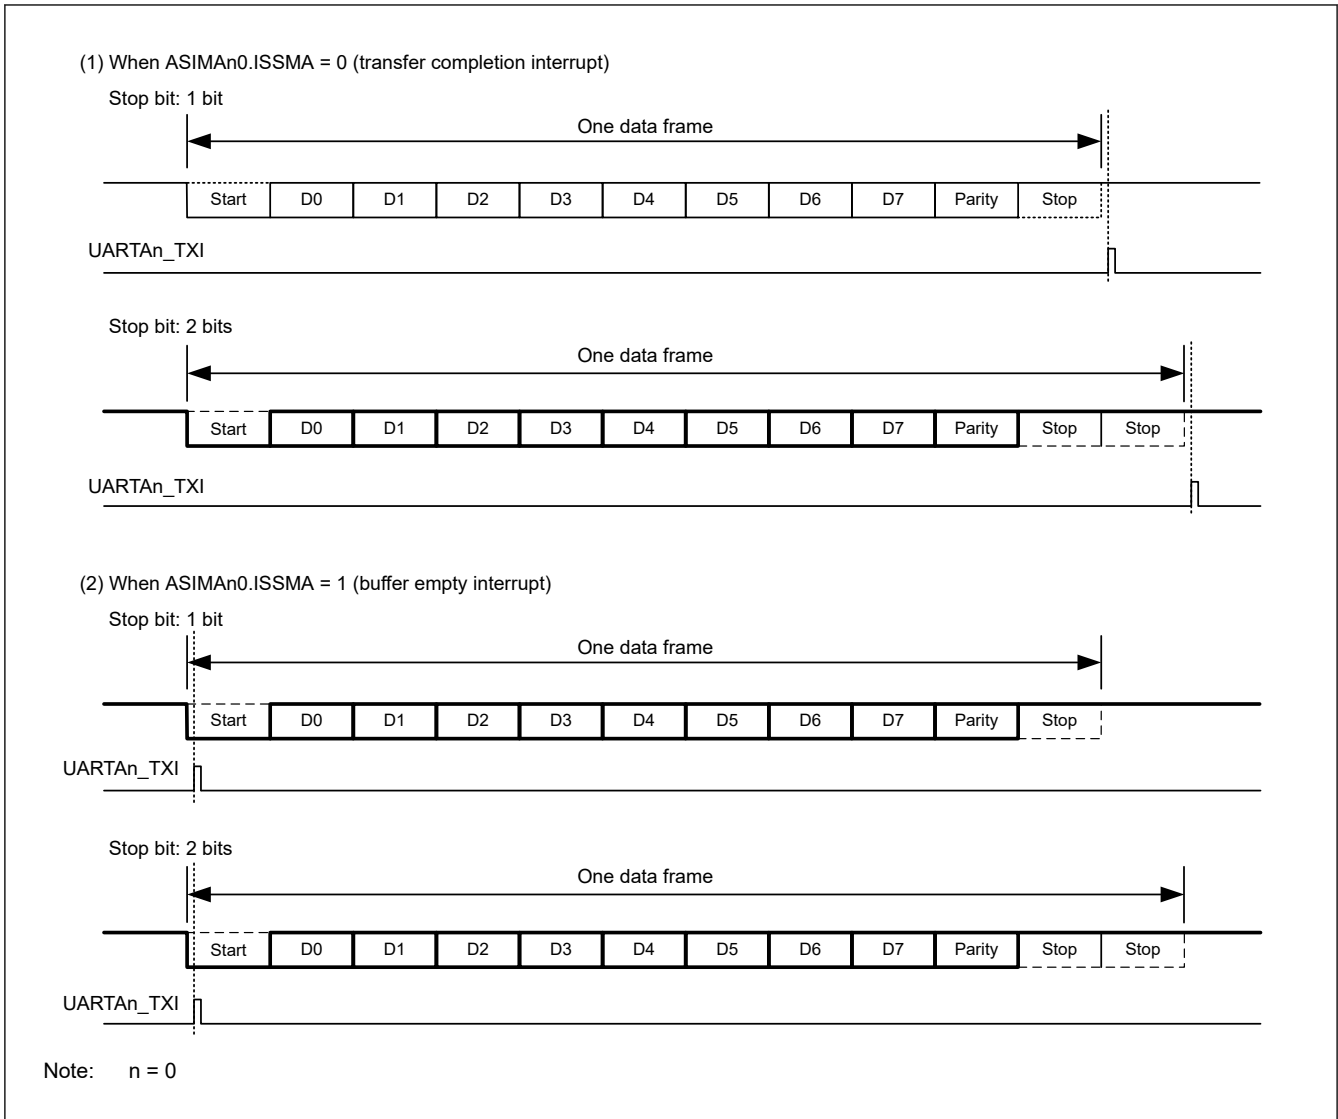 (1) When ASIMAn0.ISSMA = 0 (transfer completion interrupt)
Stop bit: 1 bit
One data frame
Start D0 D1 D2 D3 D4 D5 D6 D7 Parity Stop
UARTAn_TXI
Stop bit: 2 bits
One data frame
Start D0 D1 D2 D3 D4 D5 D6 D7 Parity Stop Stop
UARTAn_TXI
(2) When ASIMAn0.ISSMA = 1 (buffer empty interrupt)
Stop bit: 1 bit
One data frame
Start D0 D1 D2 D3 D4 D5 D6 D7 Parity Stop
UARTAn_TXI
Stop bit: 2 bits
One data frame
Start D0 D1 D2 D3 D4 D5 D6 D7 Parity Stop Stop
UARTAn_TXI
Note: n = 0